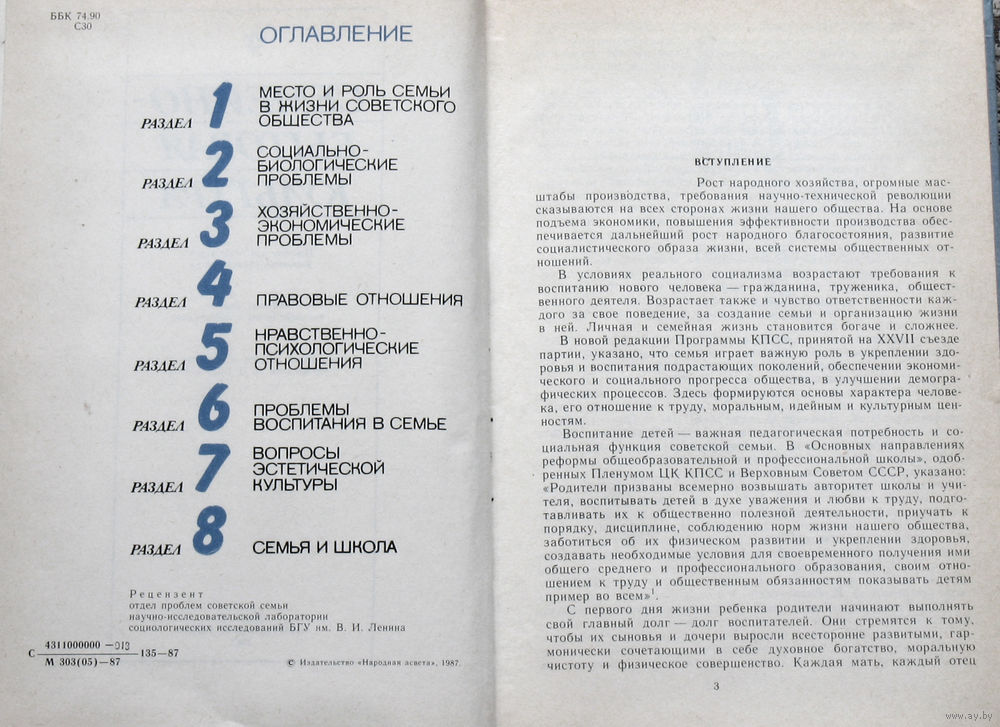 ББК 74.90
С30
ОГЛАВЛЕНИЕ
РАЗДЕЛ 1 МЕСТО И РОЛЬ СЕМЬИ
В ЖИЗНИ СОВЕТСКОГО
ОБЩЕСТВА
РАЗДЕЛ 2 СОЦИАЛЬНО-
БИОЛОГИЧЕСКИЕ
ПРОБЛЕМЫ
РАЗДЕЛ 3 ХОЗЯЙСТВЕННО-
ЭКОНОМИЧЕСКИЕ
ПРОБЛЕМЫ
РАЗДЕЛ 4 ПРАВОВЫЕ ОТНОШЕНИЯ
РАЗДЕЛ 5 НРАВСТВЕННО-
ПСИХОЛОГИЧЕСКИЕ
ОТНОШЕНИЯ
РАЗДЕЛ 6 ПРОБЛЕМЫ
ВОСПИТАНИЯ В СЕМЬЕ
РАЗДЕЛ 7 ВОПРОСЫ
ЭСТЕТИЧЕСКОЙ
КУЛЬТУРЫ
РАЗДЕЛ 8 СЕМЬЯ И ШКОЛА
Рецензент
отдел проблем советской семьи
научно-исследовательской лаборатории
социологических исследований БГУ им. В. И. Ленина
4311000000—013
С 135—87
М 303(05)—87
© Издательство «Народная асвета», 1987.
ВСТУПЛЕНИЕ
Рост народного хозяйства, огромные мас-
штабы производства, требования научно-технической революции
сказываются на всех сторонах жизни нашего общества. На основе
подъема экономики, повышения эффективности производства обес-
печивается дальнейший рост народного благосостояния, развитие
социалистического образа жизни, всей системы общественных от-
ношений.
В условиях реального социализма возрастают требования к
воспитанию нового человека — гражданина, труженика, общест-
венного деятеля. Возрастает также и чувство ответственности каж-
дого за свое поведение, за создание семьи и организацию жизни
в ней. Личная и семейная жизнь становится богаче и сложнее.
В новой редакции Программы КПСС, принятой на XXVII съезде
партии, указано, что семья играет важную роль в укреплении здо-
ровья и воспитания подрастающих поколений, обеспечении экономи-
ческого и социального прогресса общества, в улучшении демогра-
фических процессов. Здесь формируются основы характера челове-
ка, его отношение к труду, моральным, идейным и культурным цен-
ностям.
Воспитание детей — важная педагогическая потребность и со-
циальная функция советской семьи. В «Основных направлениях
реформы общеобразовательной и профессиональной школы», одоб-
ренных Пленумом ЦК КПСС и Верховным Советом СССР, указано:
«Родители призваны всемерно возвышать авторитет школы и учи-
теля, воспитывать детей в духе уважения и любви к труду, подго-
тавливать их к общественно полезной деятельности, приучать к
порядку, дисциплине, соблюдению норм жизни нашего общества,
заботиться об их физическом развитии и укреплении здоровья,
создавать необходимые условия для своевременного получения ими
общего среднего и профессионального образования, своим отно-
шением к труду и общественным обязанностям показывать детям
пример во всем»¹.
С первого дня жизни ребенка родители начинают выполнять
свой главный долг — долг воспитателей. Они стремятся к тому,
чтобы их сыновья и дочери выросли всесторонне развитыми, гар-
монически сочетающими в себе духовное богатство, моральную
чистоту и физическое совершенство. Каждая мать, каждый отец
3
www.ay.by